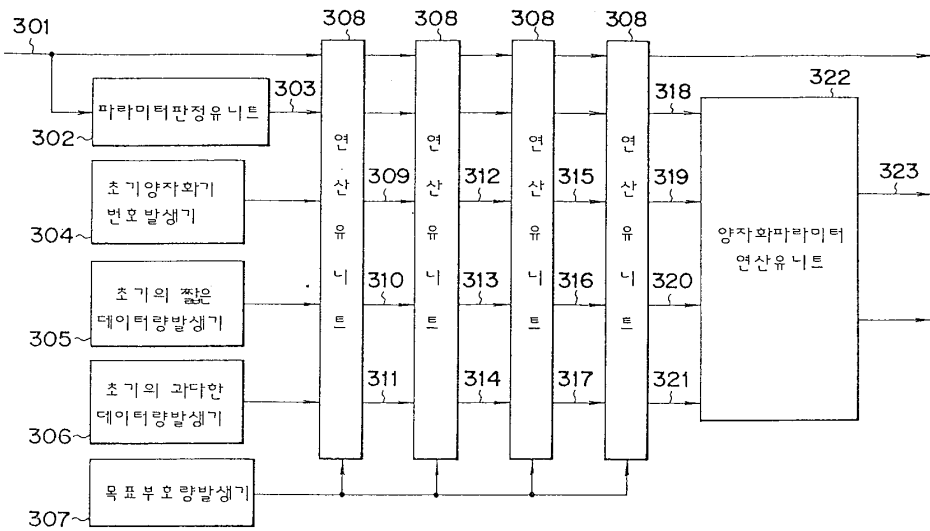 301
308
308
308
308
322
파라미터판정유니트
303
318
302
초기양자화기
번호발생기
304
309
312
315
319
323
연산유니트
연산유니트
연산유니트
연산유니트
양자화파라미터
연산유니트
초기의 짧은
데이터량발생기
305
310
313
316
320
초기의 과다한
데이터량발생기
306
311
314
317
321
목표부호량발생기
307